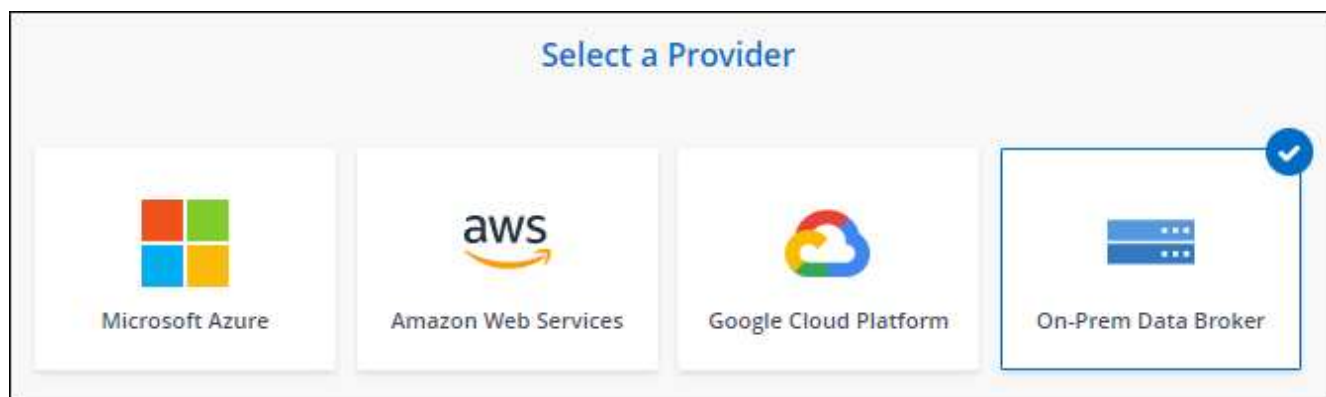 Select a Provider
aws
Microsoft Azure
Amazon Web Services
Google Cloud Platform
On-Prem Data Broker